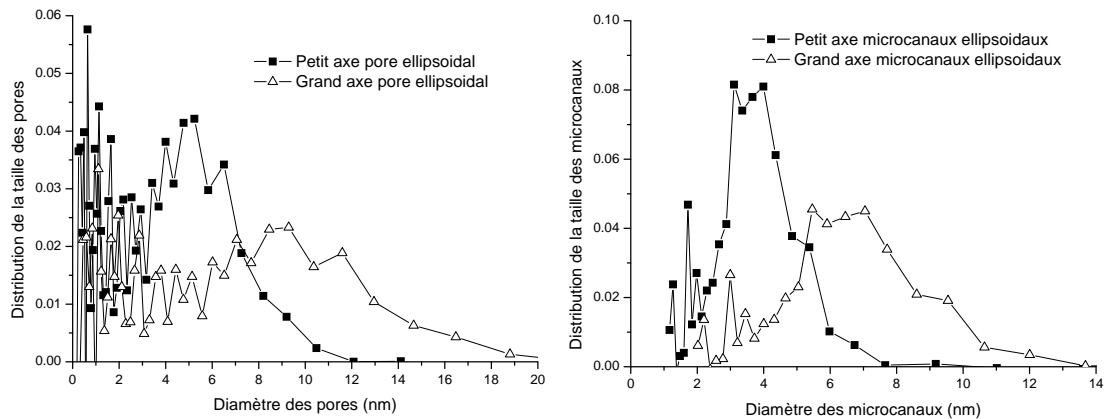 0.06
0.05
0.04
0.03
0.02
0.01
0.00
Distribution de la taille des pores
Petit axe pore ellipsoidal
Grand axe pore ellipsoidal
0 2 4 6 8 10 12 14 16 18 20
Diamètre des pores (nm)
0.10
0.08
0.06
0.04
0.02
0.00
Distribution de la taille des microcanaux
Petit axe microcanaux ellipsoidaux
Grand axe microcanaux ellipsoidaux
0 2 4 6 8 10 12 14
Diamètre des microcanaux (nm)